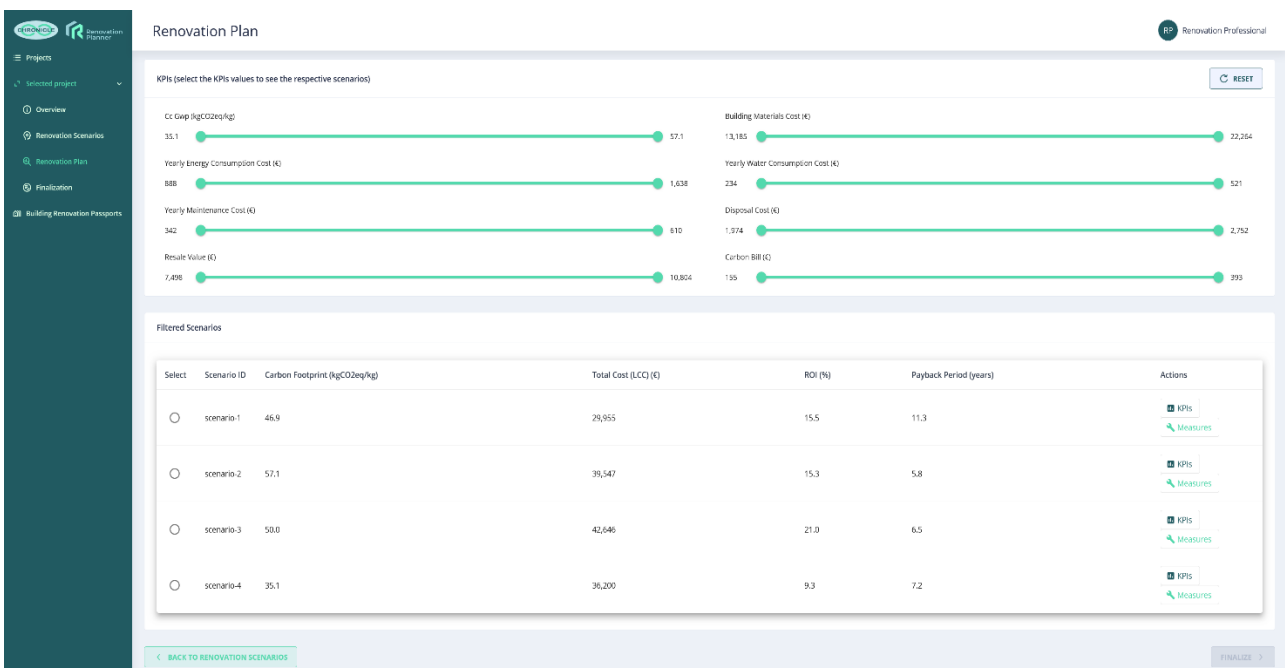 CHRONICLE
Renovation
Planner
Projects
Selected project
Overview
Renovation Scenarios
Renovation Plan
Finalization
Building Renovation Passports
Renovation Plan
RP Renovation Professional
KPIs (select the KPIs values to see the respective scenarios)
RESET
Cc Gwp (kgCO2eq/kg)
35.1 57.1
Building Materials Cost (€)
13,185 22,264
Yearly Energy Consumption Cost (€)
888 1,638
Yearly Water Consumption Cost (€)
234 521
Yearly Maintenance Cost (€)
342 610
Disposal Cost (€)
1,974 2,752
Resale Value (€)
7,498 10,804
Carbon Bill (€)
155 393
Filtered Scenarios
Select Scenario ID Carbon Footprint (kgCO2eq/kg) Total Cost (LCC) (€) ROI (%) Payback Period (years) Actions
scenario-1 46.9 29,955 15.5 11.3 KPIs
Measures
scenario-2 57.1 39,547 15.3 5.8 KPIs
Measures
scenario-3 50.0 42,646 21.0 6.5 KPIs
Measures
scenario-4 35.1 36,200 9.3 7.2 KPIs
Measures
BACK TO RENOVATION SCENARIOS
FINALIZE